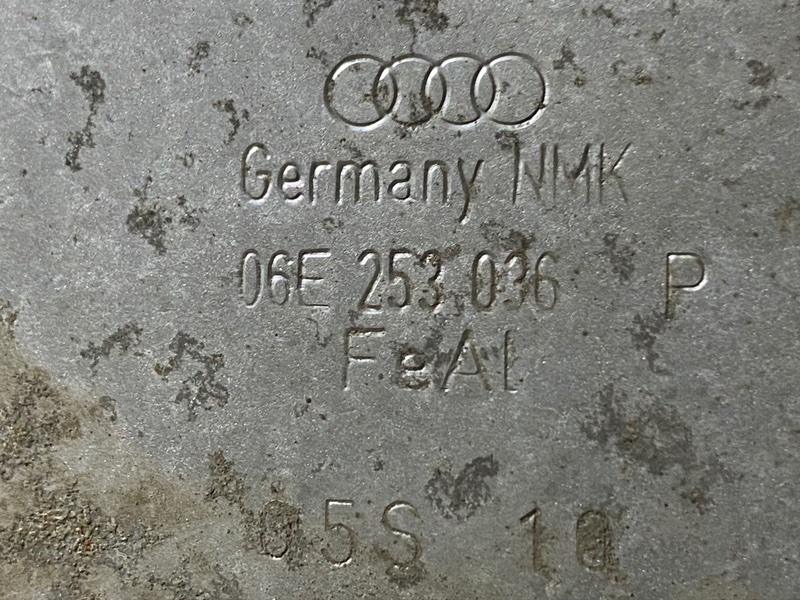 Germany NMK
06E 253 036 P
FeAl
05S 10